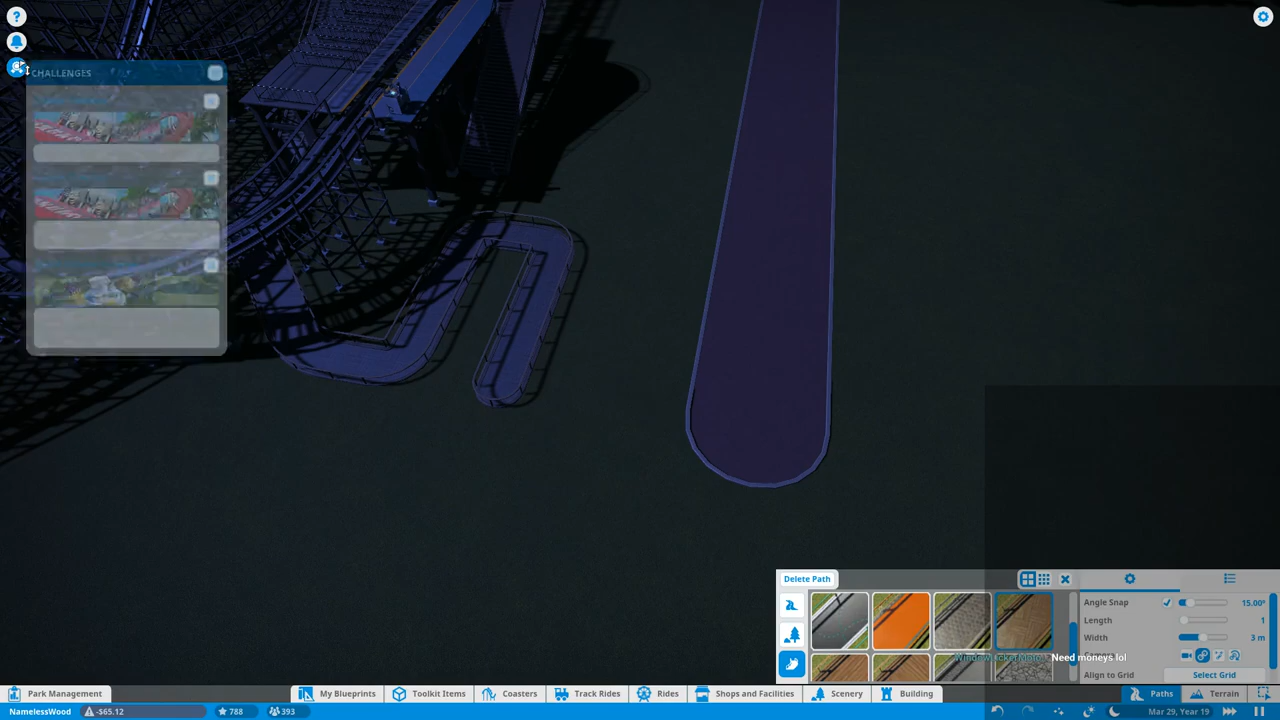 CHALLENGES
Delete Path
Angle Snap
15.00°
Length
1
Width
3 m
Need moneys lol
Align to Grid
Select Grid
Park Management
My Blueprints
Toolkit Items
Coasters
Track Rides
Rides
Shops and Facilities
Scenery
Building
Paths
Terrain
NamelessWood
-$65.12
788
393
Mar 29, Year 19